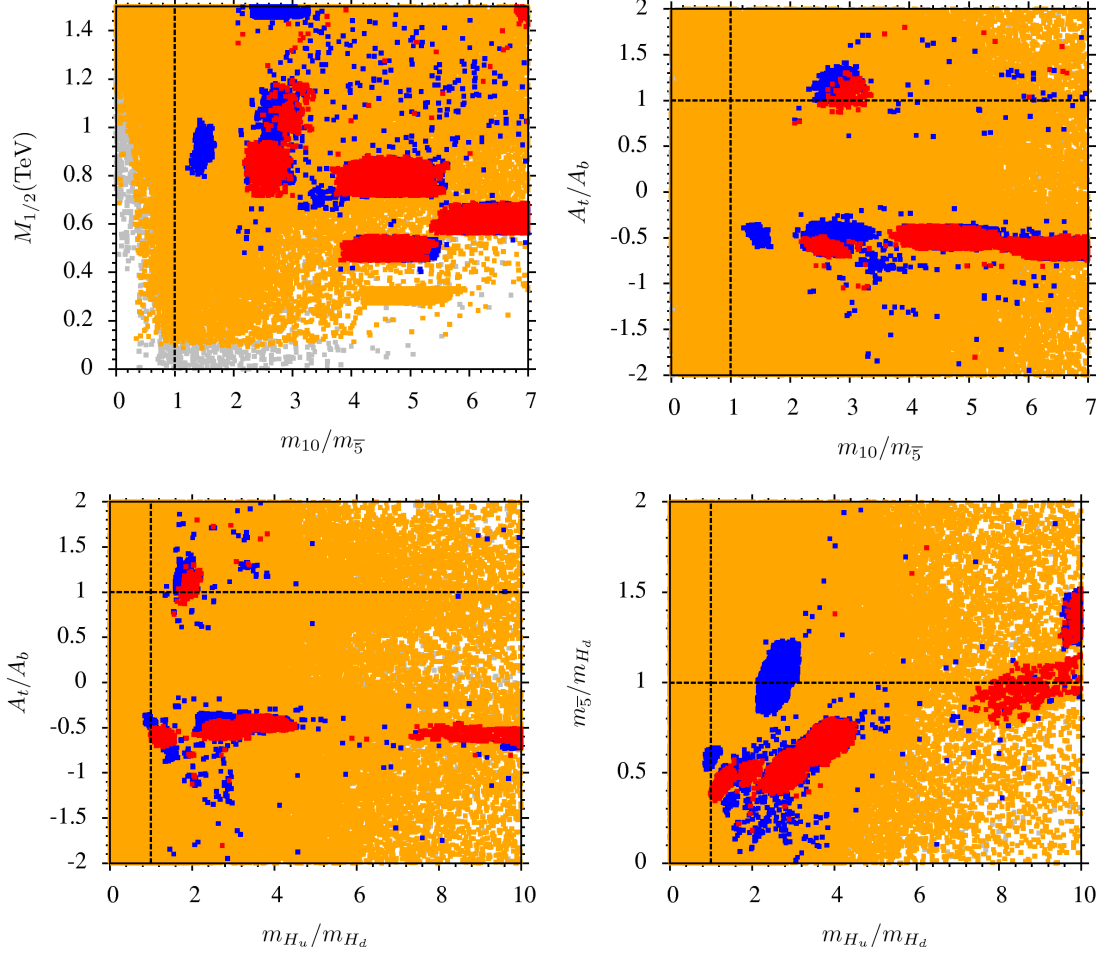 1.4
1.2
1
0.8
0.6
0.4
0.2
0
M_{1/2}(TeV)
0 1 2 3 4 5 6 7
m_{10}/m_{\overline{5}}
2
1.5
1
0.5
0
-0.5
-1
-1.5
-2
A_t/A_b
0 1 2 3 4 5 6 7
m_{10}/m_{\overline{5}}
2
1.5
1
0.5
0
-0.5
-1
-1.5
-2
A_t/A_b
0 2 4 6 8 10
m_{H_u}/m_{H_d}
2
1.5
1
0.5
0
m_{\overline{5}}/m_{H_d}
0 2 4 6 8 10
m_{H_u}/m_{H_d}